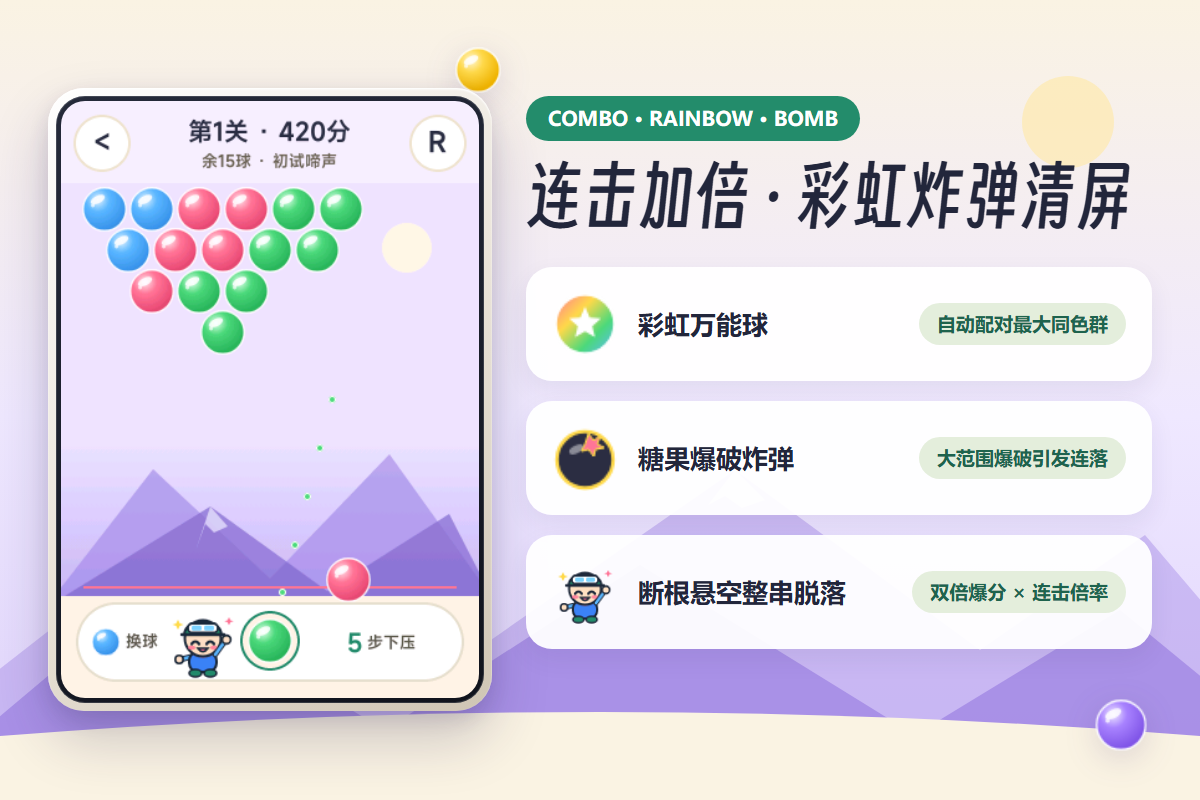 <
第1关 · 420分
余15球 · 初试啼声
R
换球
5 步下压
COMBO • RAINBOW • BOMB
连击加倍 · 彩虹炸弹清屏
彩虹万能球
自动配对最大同色群
糖果爆破炸弹
大范围爆破引发连落
断根悬空整串脱落
双倍爆分 × 连击倍率